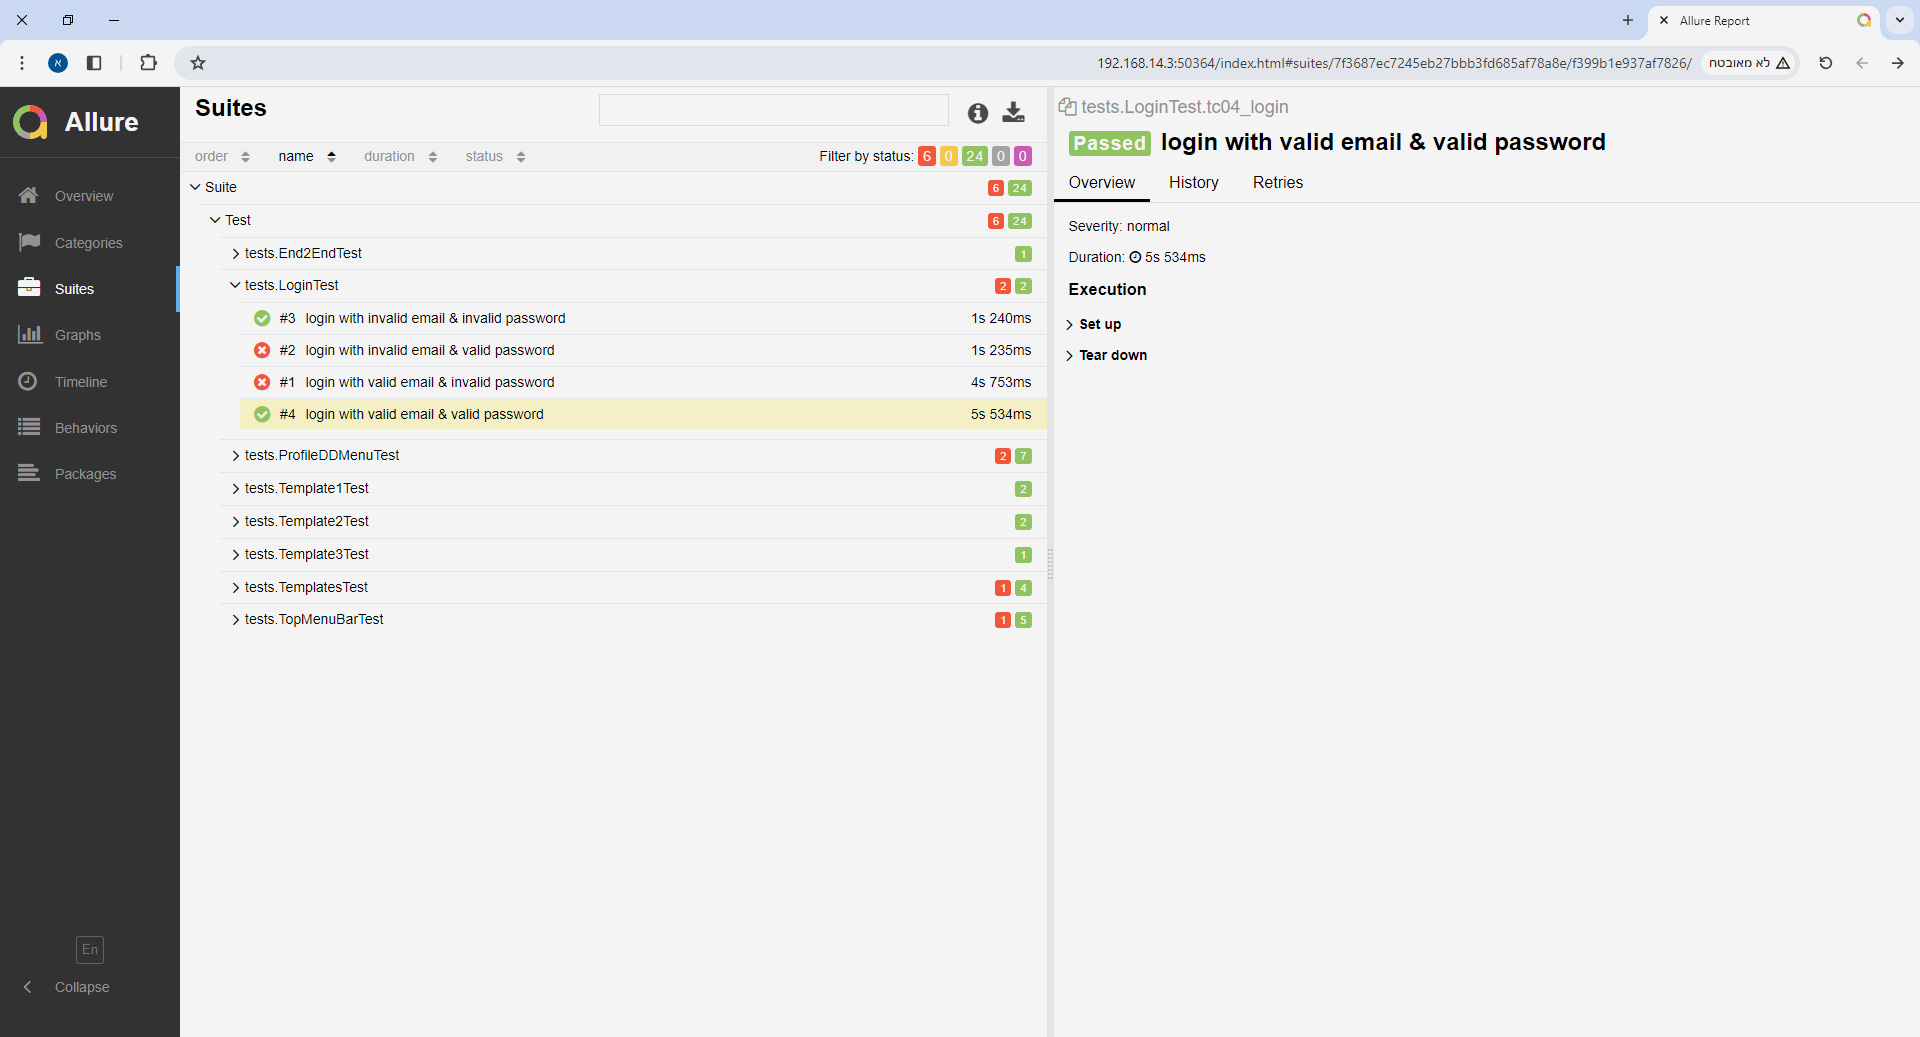 Allure Report
192.168.14.3:50364/index.html#suites/7f3687ec7245eb27bbb3fd685af78a8e/f399b1e937af7826/
לא מאובטח
א
Allure
Overview
Categories
Suites
Graphs
Timeline
Behaviors
Packages
En
Collapse
Suites
order name duration status Filter by status: 6 0 24 0 0
Suite 6 24
Test 6 24
tests.End2EndTest 1
tests.LoginTest 2 2
#3 login with invalid email & invalid password 1s 240ms
#2 login with invalid email & valid password 1s 235ms
#1 login with valid email & invalid password 4s 753ms
#4 login with valid email & valid password 5s 534ms
tests.ProfileDDMenuTest 2 7
tests.Template1Test 2
tests.Template2Test 2
tests.Template3Test 1
tests.TemplatesTest 1 4
tests.TopMenuBarTest 1 5
tests.LoginTest.tc04_login
Passed login with valid email & valid password
Overview History Retries
Severity: normal
Duration: 5s 534ms
Execution
Set up
Tear down